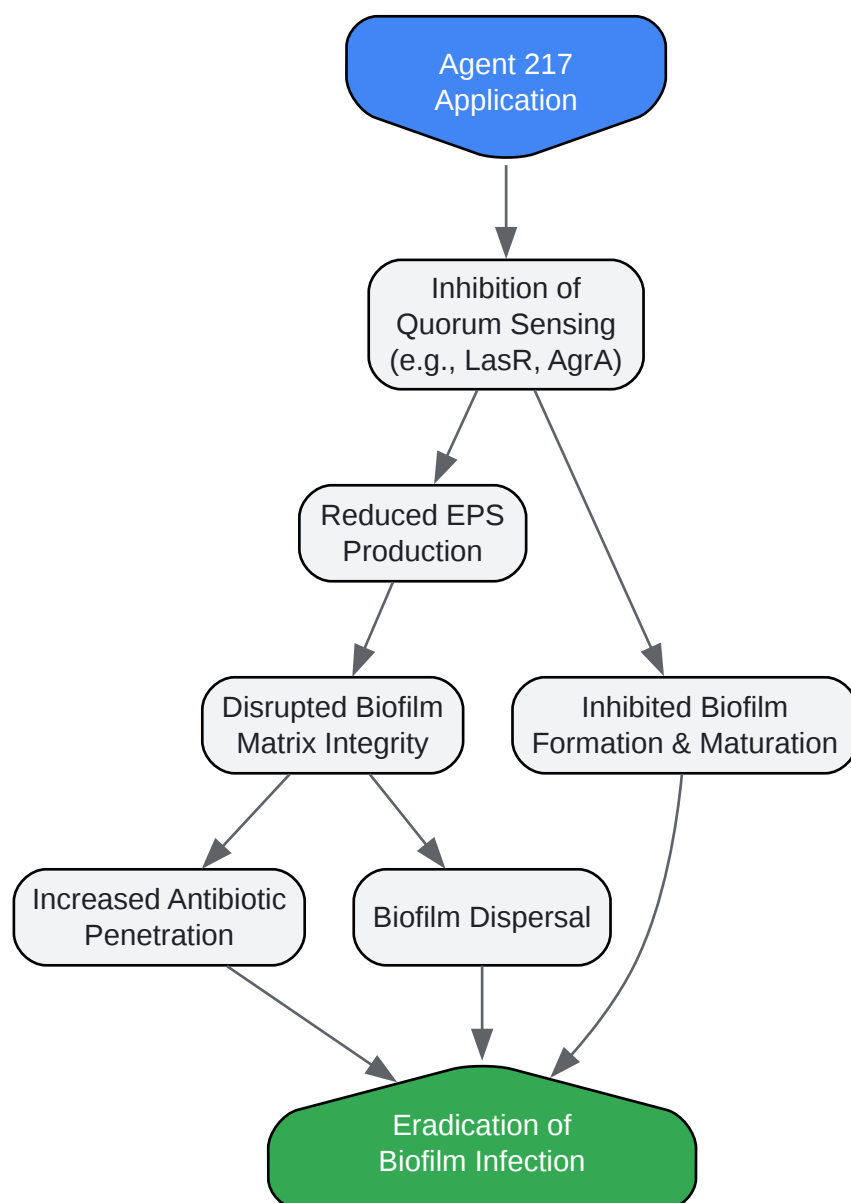 Agent 217
Application
Inhibition of
Quorum Sensing
(e.g., LasR, AgrA)
Reduced EPS
Production
Disrupted Biofilm
Matrix Integrity
Inhibited Biofilm
Formation & Maturation
Increased Antibiotic
Penetration
Biofilm Dispersal
Eradication of
Biofilm Infection